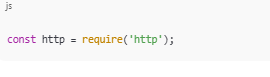 js
const http = require('http');